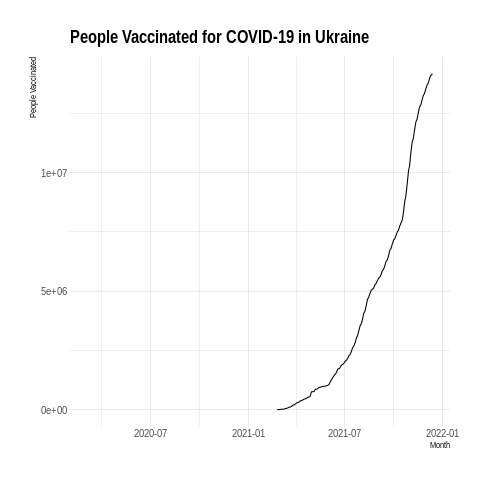 People Vaccinated for COVID-19 in Ukraine
People Vaccinated
1e+07
5e+06
0e+00
2020-07 2021-01 2021-07 2022-01
Month